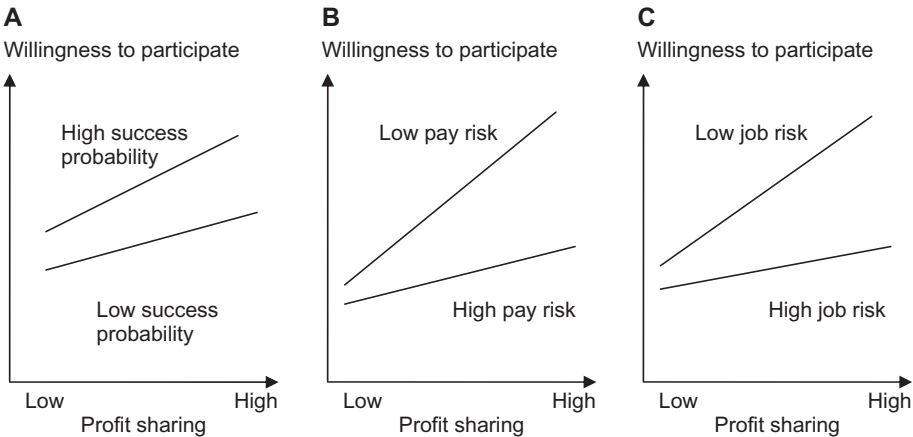 A
Willingness to participate
High success
probability
Low success
probability
Low
High
Profit sharing
B
Willingness to participate
Low pay risk
High pay risk
Low
High
Profit sharing
C
Willingness to participate
Low job risk
High job risk
Low
High
Profit sharing